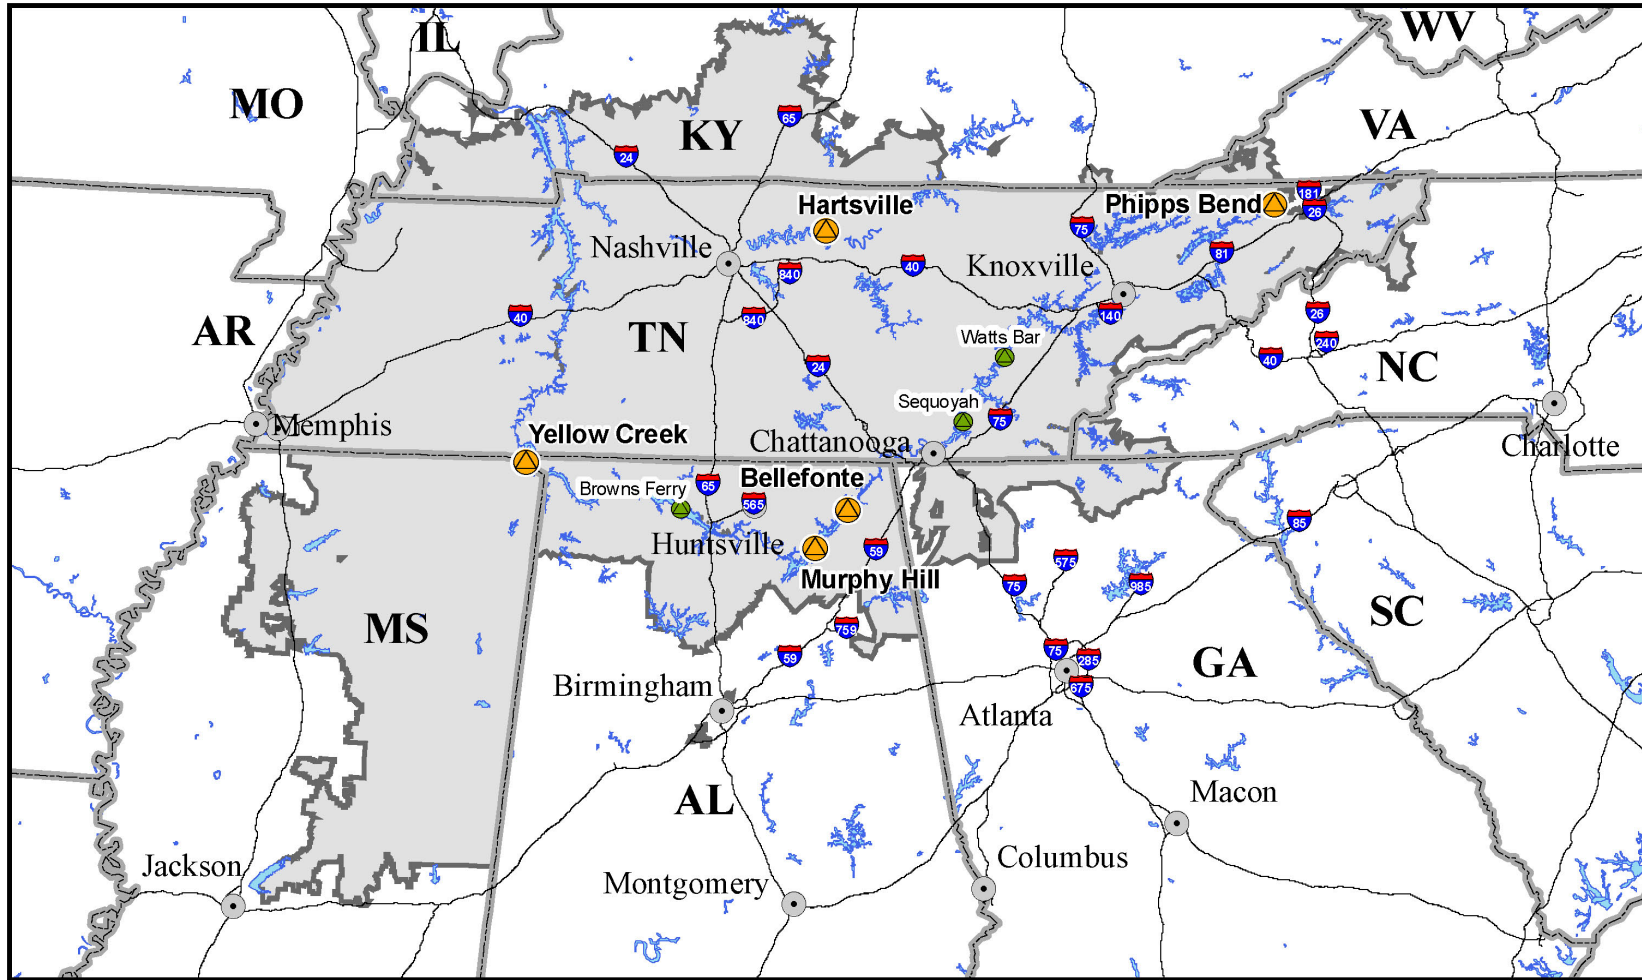 IL
WV
MO
65
KY
VA
24
181
Hartsville
Phipps Bend
26
75
Nashville
81
40
Knoxville
840
26
40
840
140
AR
TN
Watts Bar
240
40
24
NC
Sequoyah
75
Memphis
Yellow Creek
Chattanooga
Charlotte
Bellefonte
Browns Ferry
65
565
85
Huntsville
59
575
Murphy Hill
75
985
SC
MS
759
75
59
285
GA
Birmingham
675
Atlanta
AL
Macon
Jackson
Columbus
Montgomery